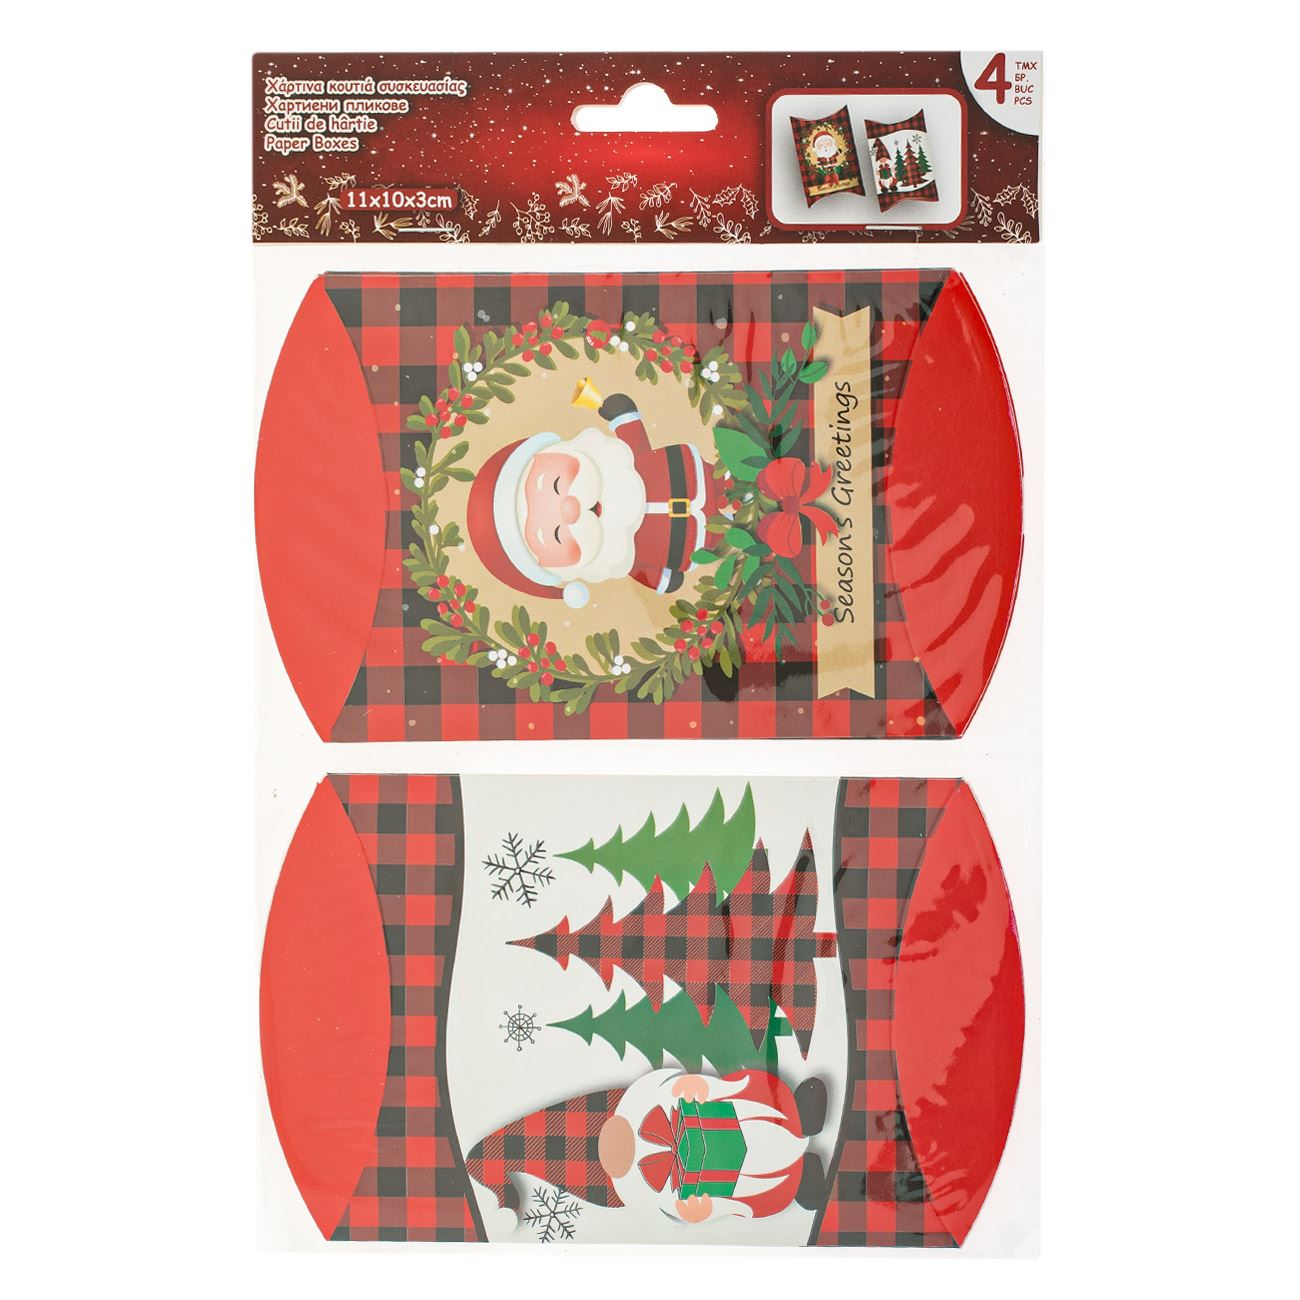 Χάρτινα κουτιά συσκευασίας
Хартиени пликове
Cutii de hârtie
Paper Boxes
11x10x3cm
4
ΤΜΧ
БР.
BUC
PCS
Season's Greetings